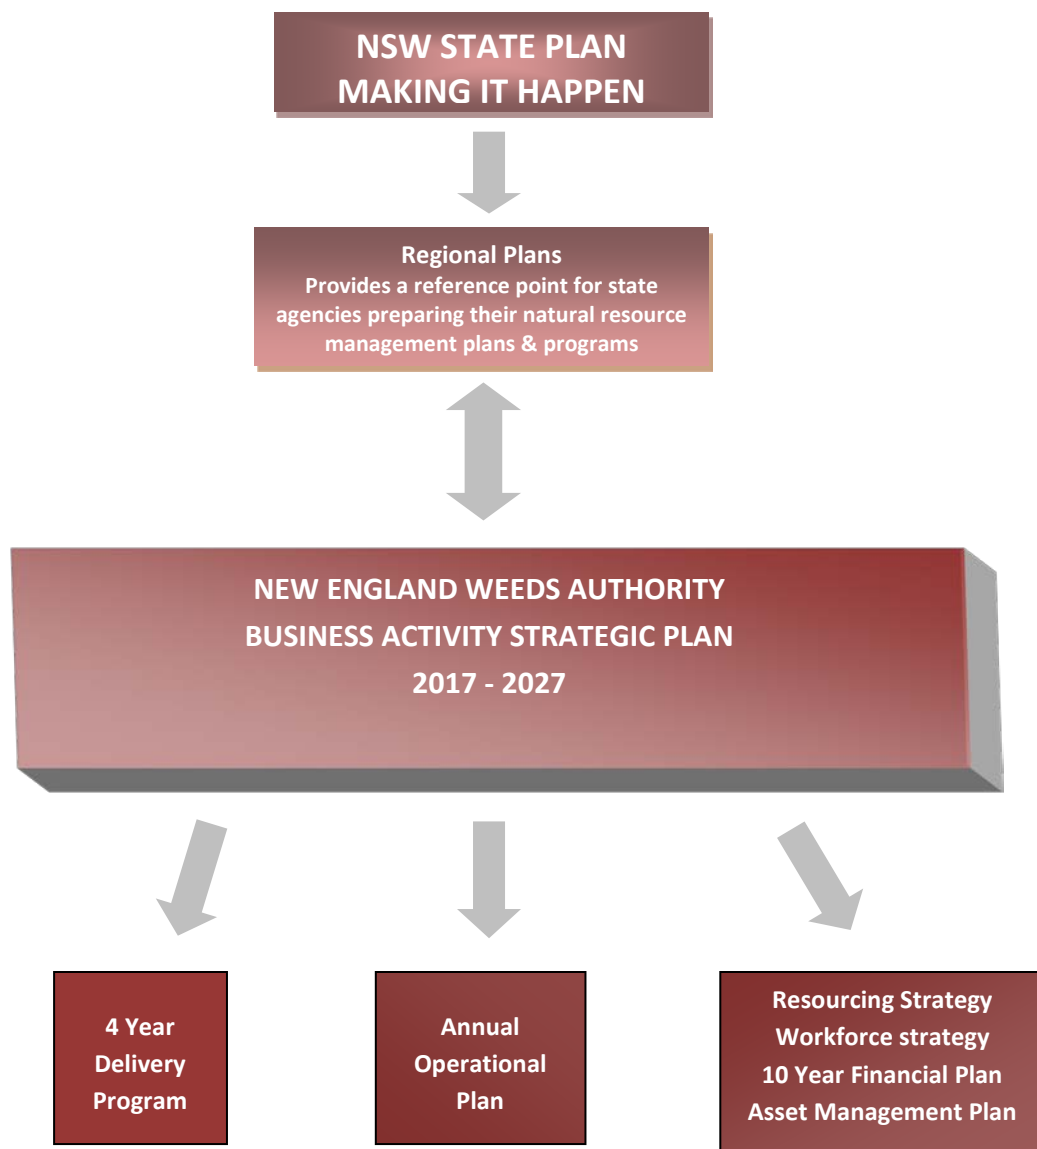 NSW STATE PLAN
MAKING IT HAPPEN
Regional Plans
Provides a reference point for state
agencies preparing their natural resource
management plans & programs
NEW ENGLAND WEEDS AUTHORITY
BUSINESS ACTIVITY STRATEGIC PLAN
2017 - 2027
4 Year
Delivery
Program
Annual
Operational
Plan
Resourcing Strategy
Workforce strategy
10 Year Financial Plan
Asset Management Plan